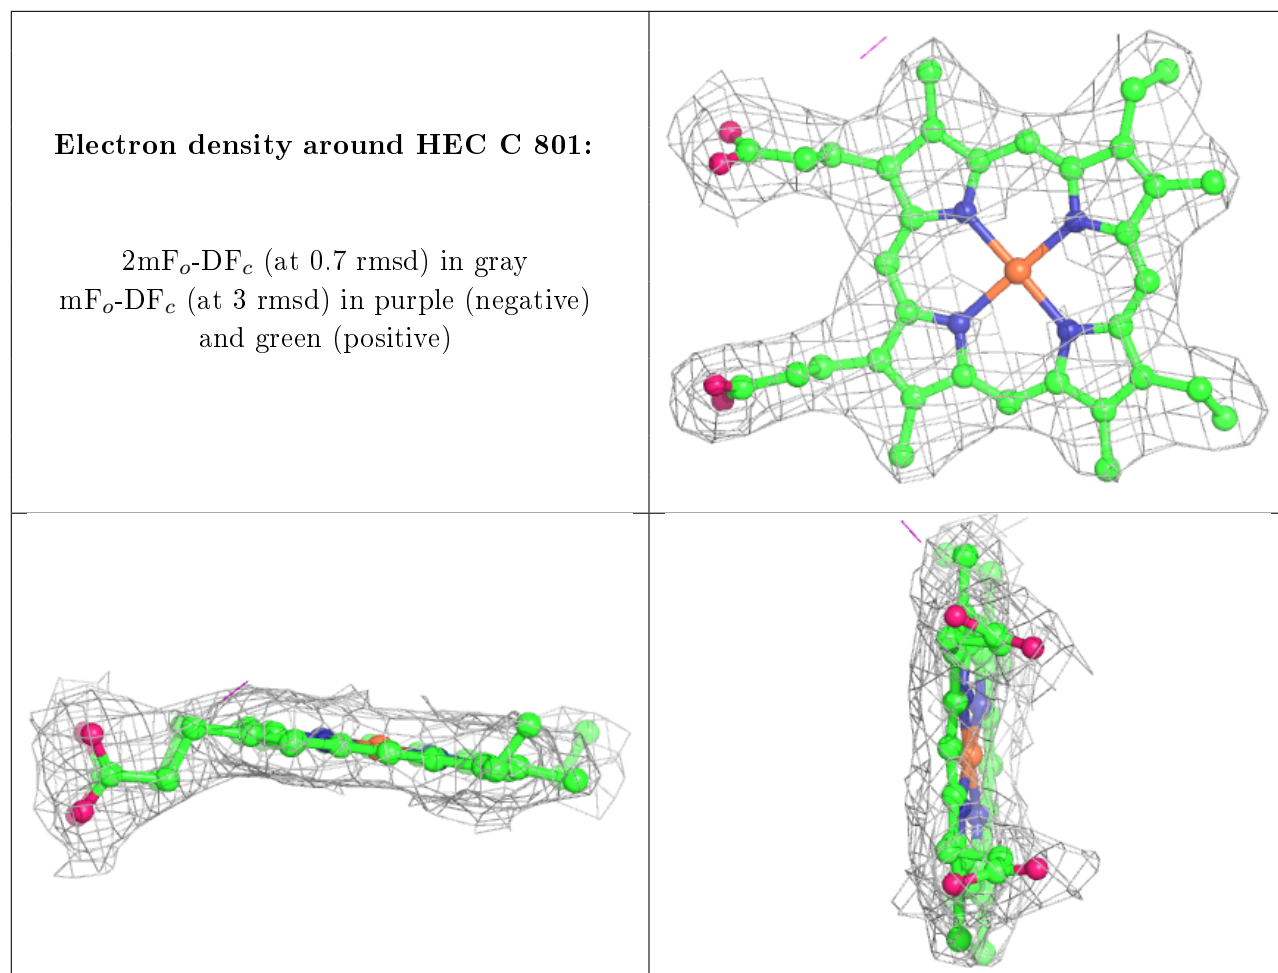 Electron density around HEC C 801:
2mFo-DFc (at 0.7 rmsd) in gray
mFo-DFc (at 3 rmsd) in purple (negative)
and green (positive)